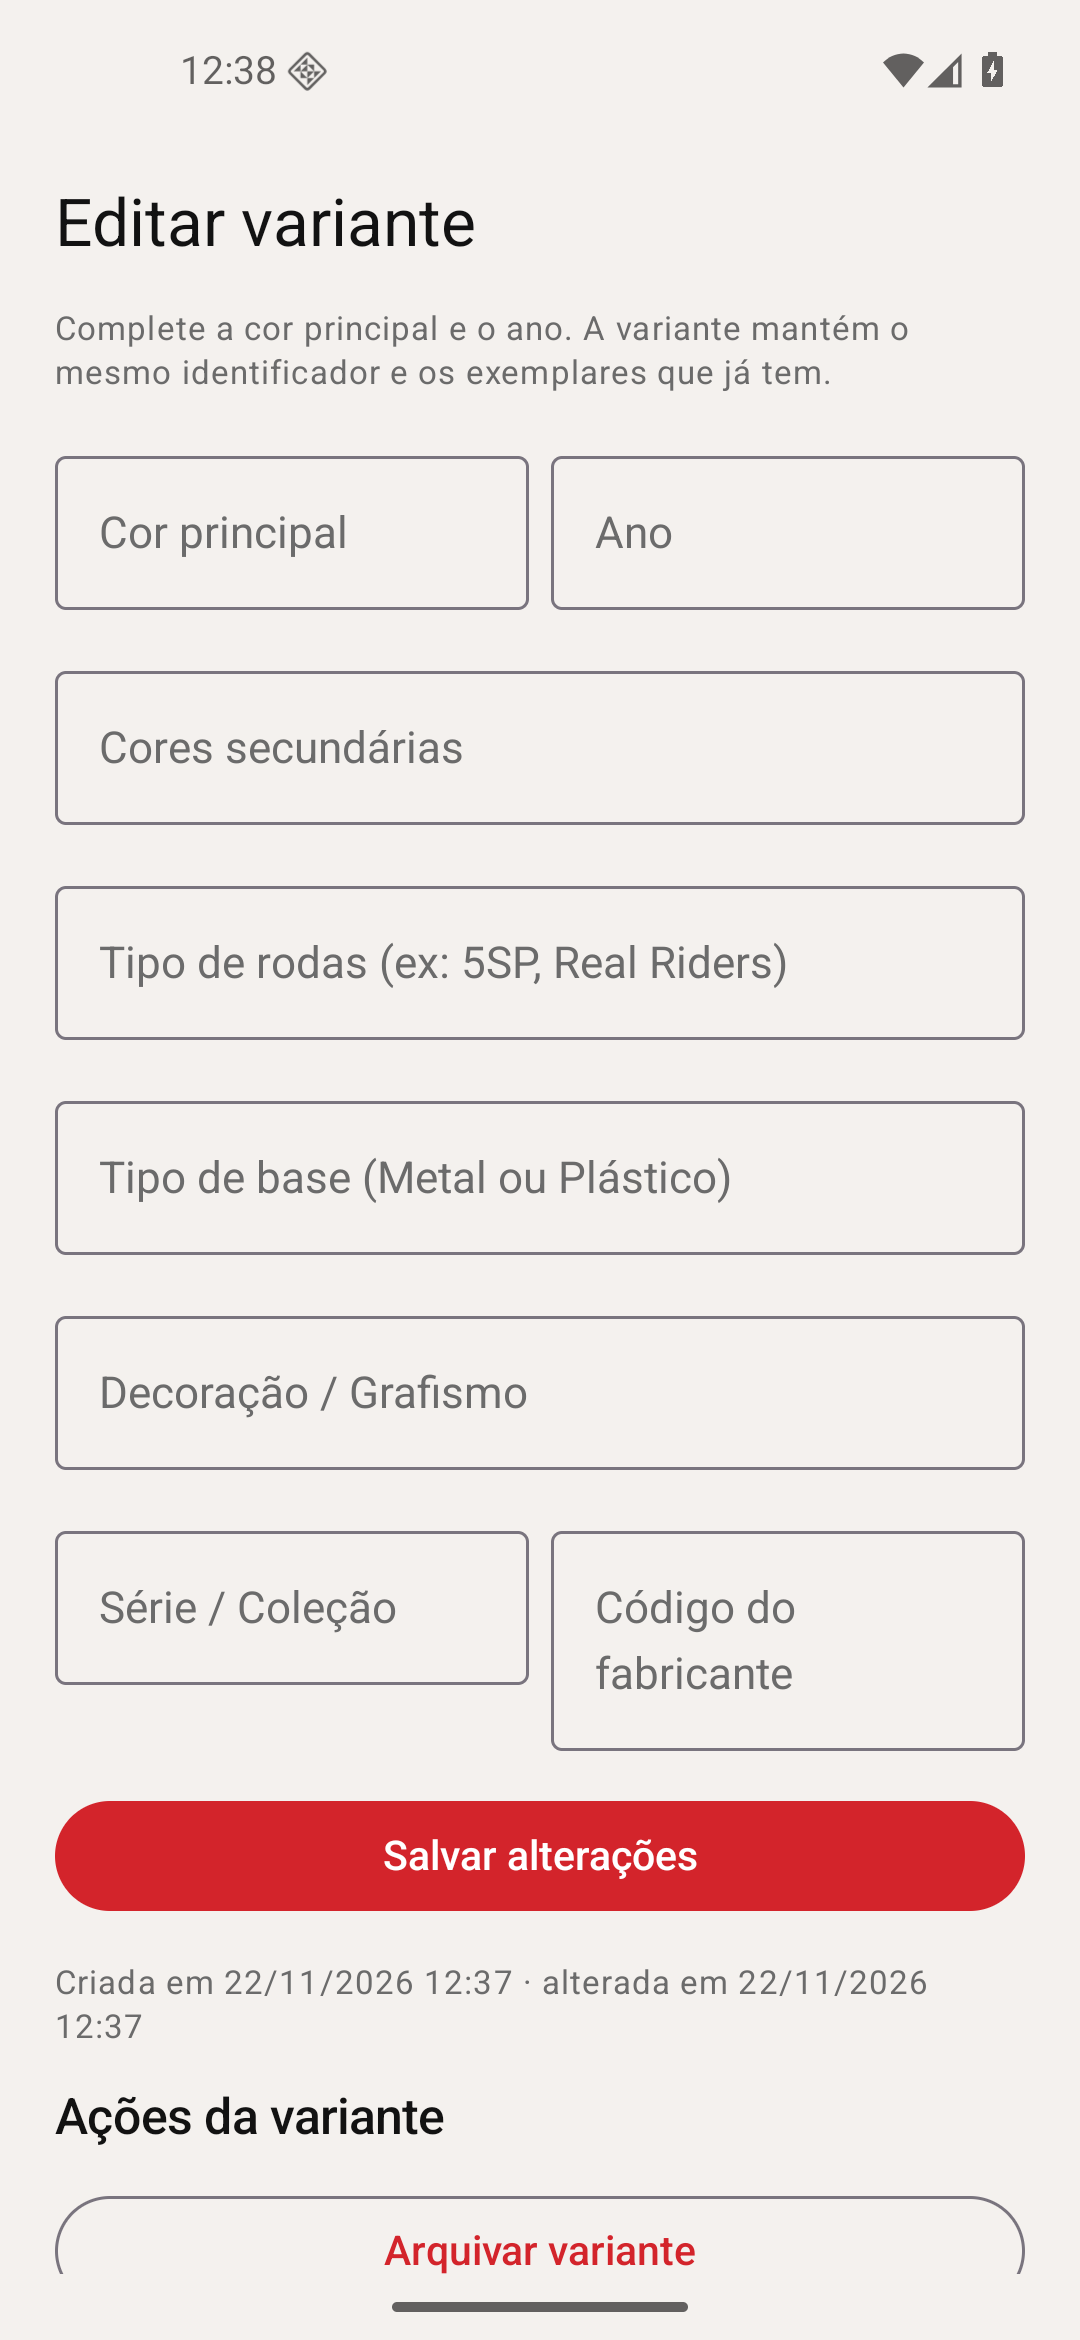 12:38
Editar variante
Complete a cor principal e o ano. A variante mantém o
mesmo identificador e os exemplares que já tem.
Cor principal
Ano
Cores secundárias
Tipo de rodas (ex: 5SP, Real Riders)
Tipo de base (Metal ou Plástico)
Decoração / Grafismo
Série / Coleção
Código do
fabricante
Salvar alterações
Criada em 22/11/2026 12:37 · alterada em 22/11/2026
12:37
Ações da variante
Arquivar variante